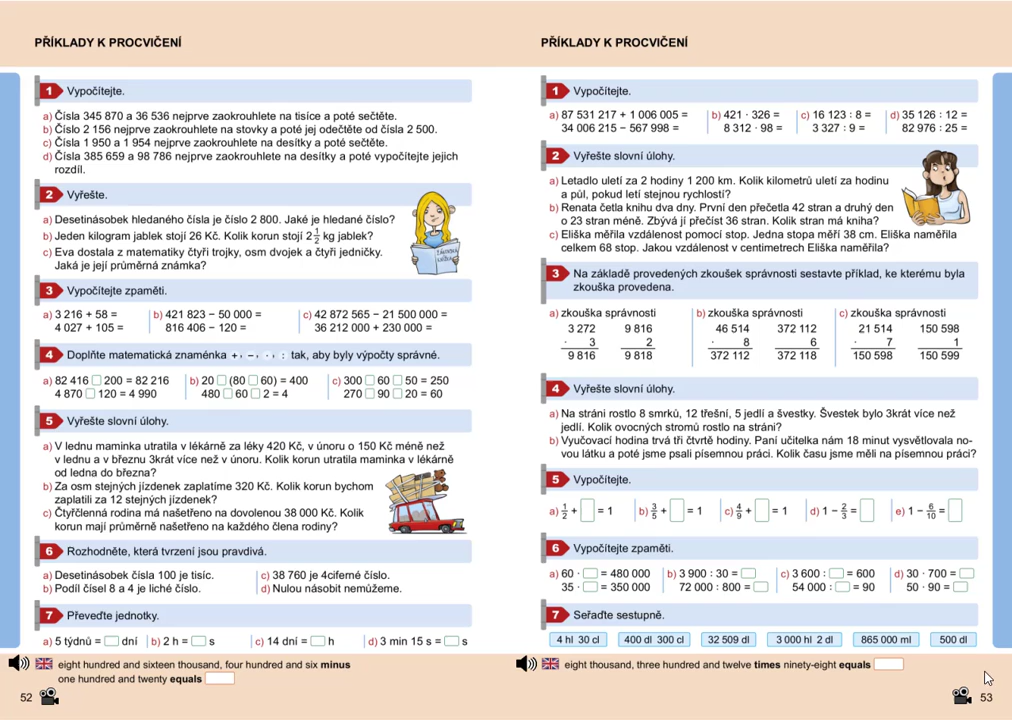 PŘÍKLADY K PROCVIČENÍ
1 Vypočítejte.
a) Čísla 345 870 a 36 536 nejprve zaokrouhlete na tisíce a poté sečtěte.
b) Číslo 2 156 nejprve zaokrouhlete na stovky a poté jej odečtěte od čísla 2 500.
c) Čísla 1 950 a 1 954 nejprve zaokrouhlete na desítky a poté sečtěte.
d) Čísla 385 659 a 98 786 nejprve zaokrouhlete na desítky a poté vypočítejte jejich
rozdíl.
2 Vyřešte.
a) Desetinásobek hledaného čísla je číslo 2 800. Jaké je hledané číslo?
b) Jeden kilogram jablek stojí 26 Kč. Kolik korun stojí 2 1/2 kg jablek?
c) Eva dostala z matematiky čtyři trojky, osm dvojek a čtyři jedničky.
Jaká je její průměrná známka?
3 Vypočítejte zpaměti.
a) 3 216 + 58 = b) 421 823 − 50 000 = c) 42 872 565 − 21 500 000 =
4 027 + 105 = 816 406 − 120 = 36 212 000 + 230 000 =
4 Doplňte matematická znaménka +, −, ·, : tak, aby byly výpočty správné.
a) 82 416 □ 200 = 82 216 b) 20 □ (80 □ 60) = 400 c) 300 □ 60 □ 50 = 250
4 870 □ 120 = 4 990 480 □ 60 □ 2 = 4 270 □ 90 □ 20 = 60
5 Vyřešte slovní úlohy.
a) V lednu maminka utratila v lékárně za léky 420 Kč, v únoru o 150 Kč méně než
v lednu a v březnu 3krát více než v únoru. Kolik korun utratila maminka v lékárně
od ledna do března?
b) Za osm stejných jízdenek zaplatíme 320 Kč. Kolik korun bychom
zaplatili za 12 stejných jízdenek?
c) Čtyřčlenná rodina má našetřeno na dovolenou 38 000 Kč. Kolik
korun mají průměrně našetřeno na každého člena rodiny?
6 Rozhodněte, která tvrzení jsou pravdivá.
a) Desetinásobek čísla 100 je tisíc. c) 38 760 je 4ciferné číslo.
b) Podíl čísel 8 a 4 je liché číslo. d) Nulou násobit nemůžeme.
7 Převeďte jednotky.
a) 5 týdnů = □ dní b) 2 h = □ s c) 14 dní = □ h d) 3 min 15 s = □ s
eight hundred and sixteen thousand, four hundred and six minus
one hundred and twenty equals
52
PŘÍKLADY K PROCVIČENÍ
1 Vypočítejte.
a) 87 531 217 + 1 006 005 = b) 421 · 326 = c) 16 123 : 8 = d) 35 126 : 12 =
34 006 215 − 567 998 = 8 312 · 98 = 3 327 : 9 = 82 976 : 25 =
2 Vyřešte slovní úlohy.
a) Letadlo uletí za 2 hodiny 1 200 km. Kolik kilometrů uletí za hodinu
a půl, pokud letí stejnou rychlostí?
b) Renata četla knihu dva dny. První den přečetla 42 stran a druhý den
o 23 stran méně. Zbývá jí přečíst 36 stran. Kolik stran má kniha?
c) Eliška měřila vzdálenost pomocí stop. Jedna stopa měří 38 cm. Eliška naměřila
celkem 68 stop. Jakou vzdálenost v centimetrech Eliška naměřila?
3 Na základě provedených zkoušek správnosti sestavte příklad, ke kterému byla
zkouška provedena.
a) zkouška správnosti b) zkouška správnosti c) zkouška správnosti
3 272 9 816 46 514 372 112 21 514 150 598
· 3 2 · 8 6 · 7 1
9 816 9 818 372 112 372 118 150 598 150 599
4 Vyřešte slovní úlohy.
a) Na stráni rostlo 8 smrků, 12 třešní, 5 jedlí a švestky. Švestek bylo 3krát více než
jedlí. Kolik ovocných stromů rostlo na stráni?
b) Vyučovací hodina trvá tři čtvrtě hodiny. Paní učitelka nám 18 minut vysvětlovala no-
vou látku a poté jsme psali písemnou práci. Kolik času jsme měli na písemnou práci?
5 Vypočítejte.
a) 1/2 + □ = 1 b) 3/5 + □ = 1 c) 4/9 + □ = 1 d) 1 − 2/3 = □ e) 1 − 6/10 = □
6 Vypočítejte zpaměti.
a) 60 · □ = 480 000 b) 3 900 : 30 = □ c) 3 600 : □ = 600 d) 30 · 700 = □
35 · □ = 350 000 72 000 : 800 = □ 54 000 : □ = 90 50 · 90 = □
7 Seřaďte sestupně.
4 hl 30 cl 400 dl 300 cl 32 509 dl 3 000 hl 2 dl 865 000 ml 500 dl
eight thousand, three hundred and twelve times ninety-eight equals
53